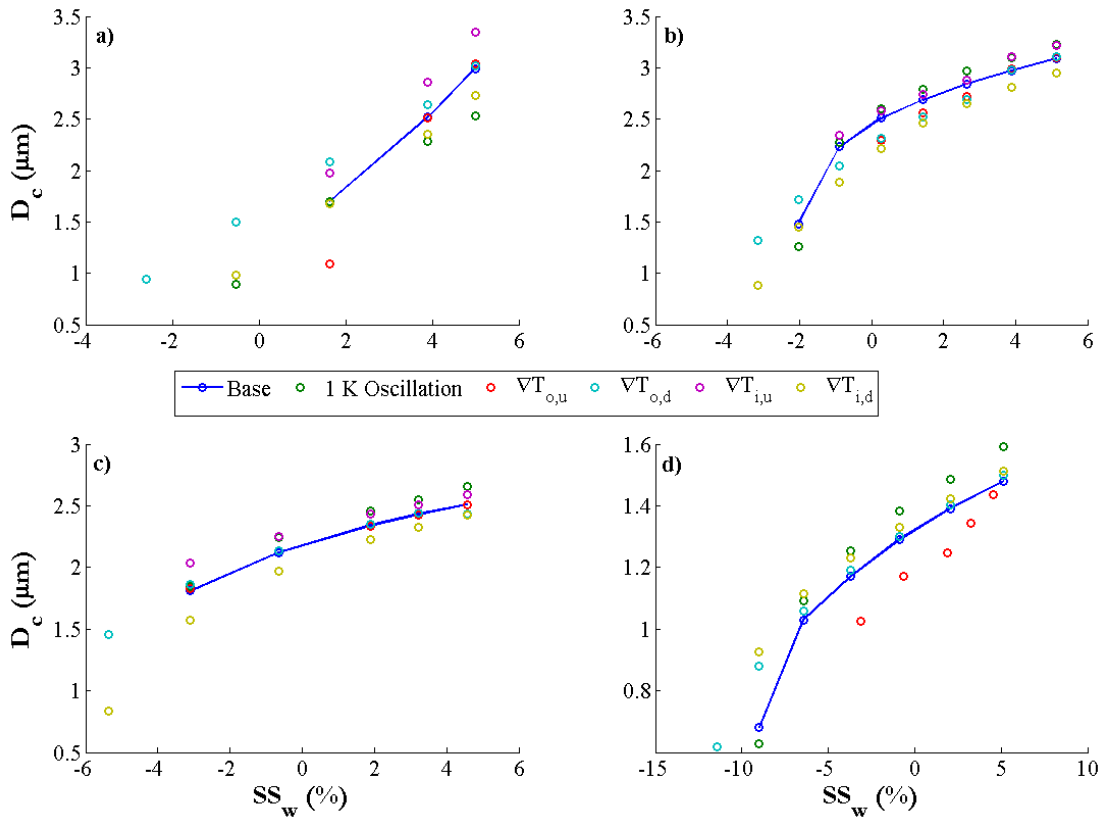 a)
3.5
3
2.5
2
1.5
1
0.5
-4 -2 0 2 4 6
D_c (μm)
b)
3.5
3
2.5
2
1.5
1
0.5
-6 -4 -2 0 2 4 6
Base 1 K Oscillation ∇T_o,u ∇T_o,d ∇T_i,u ∇T_i,d
c)
3
2.5
2
1.5
1
0.5
-6 -4 -2 0 2 4 6
D_c (μm)
SS_w (%)
d)
1.6
1.4
1.2
1
0.8
-15 -10 -5 0 5 10
SS_w (%)